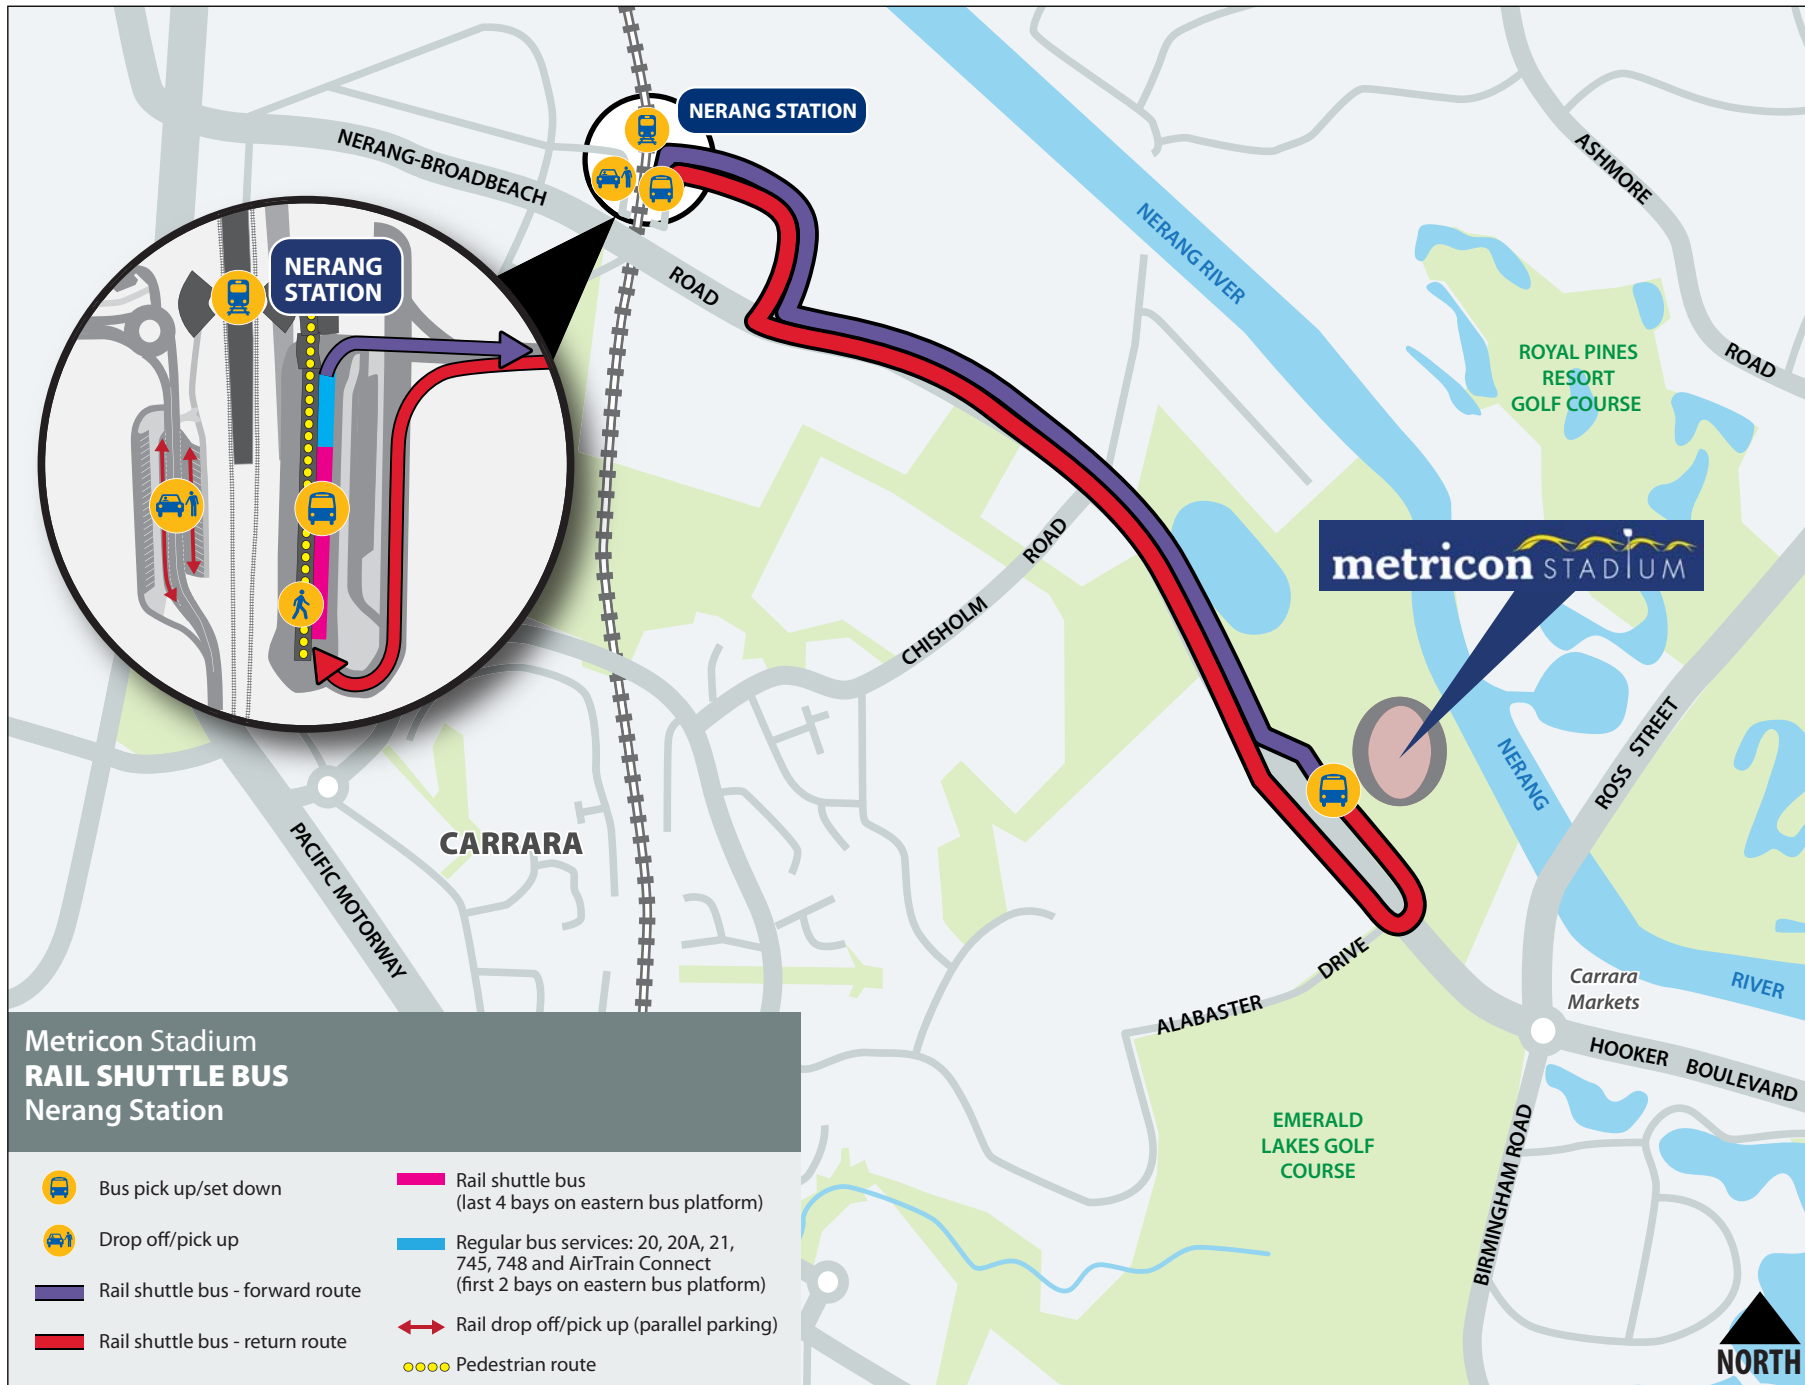 NERANG STATION
NERANG-BROADBEACH
ROAD
NERANG
STATION
NERANG RIVER
ASHMORE
ROAD
ROYAL PINES
RESORT
GOLF COURSE
metricon STADIUM
CHISHOLM
ROAD
ROSS STREET
NERANG
RIVER
CARRARA
PACIFIC MOTORWAY
ALABASTER
DRIVE
Carrara
Markets
HOOKER BOULEVARD
BIRMINGHAM ROAD
EMERALD
LAKES GOLF
COURSE
Metricon Stadium
RAIL SHUTTLE BUS
Nerang Station
Bus pick up/set down
Drop off/pick up
Rail shuttle bus - forward route
Rail shuttle bus - return route
Rail shuttle bus
(last 4 bays on eastern bus platform)
Regular bus services: 20, 20A, 21,
745, 748 and AirTrain Connect
(first 2 bays on eastern bus platform)
Rail drop off/pick up (parallel parking)
Pedestrian route
NORTH